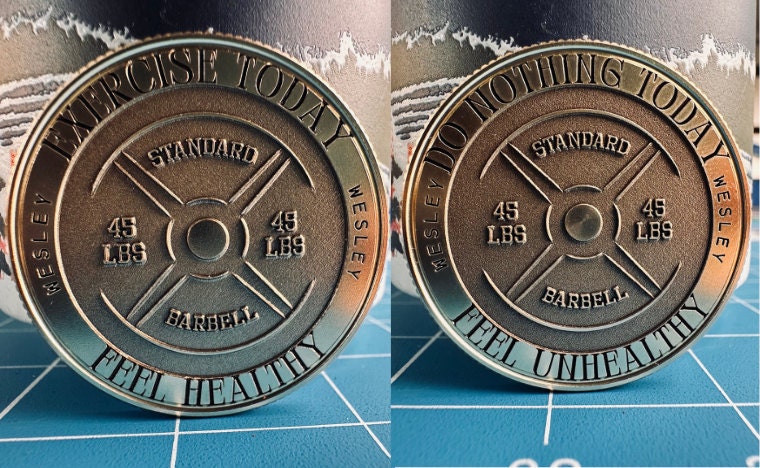 EXERCISE TODAY
STANDARD
WESLEY
45 LBS
45 LBS
WESLEY
BARBELL
FEEL HEALTHY
DO NOTHING TODAY
STANDARD
WESLEY
45 LBS
45 LBS
WESLEY
BARBELL
FEEL UNHEALTHY